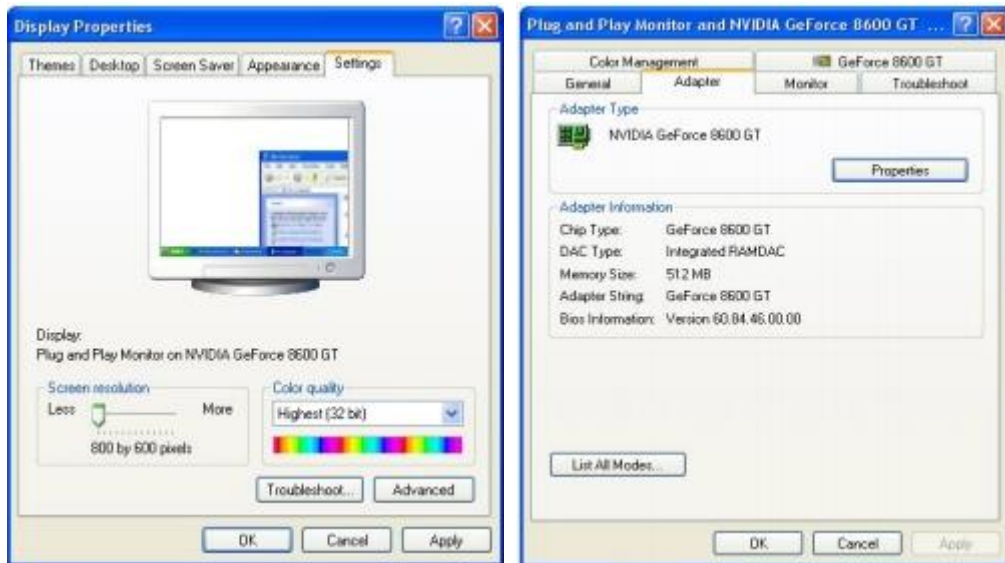 Display Properties
Themes Desktop Screen Saver Appearance Settings
Display:
Plug and Play Monitor on NVIDIA GeForce 8600 GT
Screen resolution
Less More
800 by 600 pixels
Color quality
Highest (32 bit)
Troubleshoot... Advanced
OK Cancel Apply
Plug and Play Monitor and NVIDIA GeForce 8600 GT ...
Color Management GeForce 8600 GT
General Adapter Monitor Troubleshoot
Adapter Type
NVIDIA GeForce 8600 GT
Properties
Adapter Information
Chip Type: GeForce 8600 GT
DAC Type: Integrated RAMDAC
Memory Size: 512 MB
Adapter String: GeForce 8600 GT
Bios Information: Version 60.84.46.00.00
List All Modes...
OK Cancel Apply